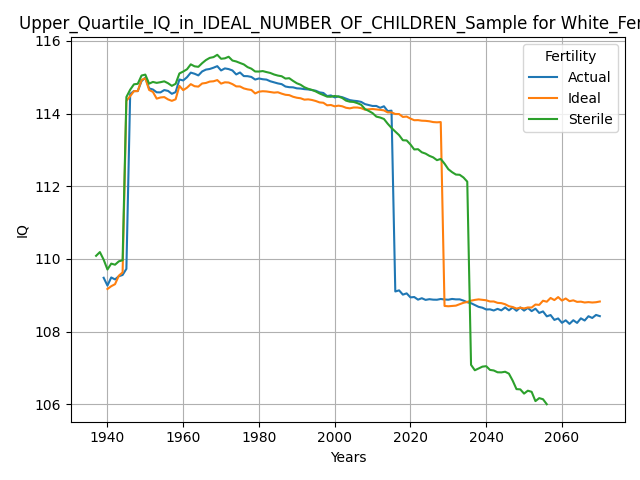 Upper_Quartile_IQ_in_IDEAL_NUMBER_OF_CHILDREN_Sample for White_Fer
116
114
112
110
108
106
IQ
Fertility
Actual
Ideal
Sterile
1940 1960 1980 2000 2020 2040 2060
Years